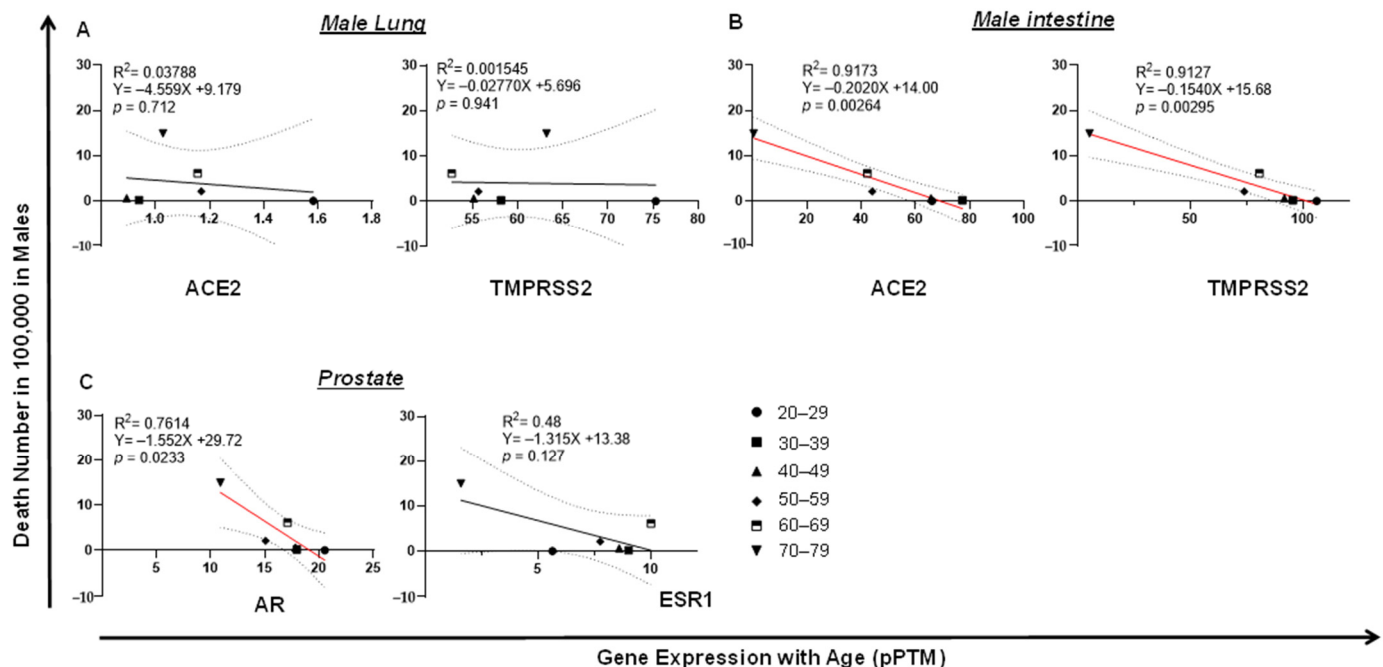 Death Number in 100,000 in Males
A
Male Lung
30
20
10
0
–10
R²= 0.03788
Y= –4.559X +9.179
p = 0.712
1.0
1.2
1.4
1.6
1.8
ACE2
30
20
10
0
–10
R²= 0.001545
Y= –0.02770X +5.696
p = 0.941
55
60
65
70
75
80
TMPRSS2
B
Male intestine
30
20
10
0
–10
R²= 0.9173
Y= –0.2020X +14.00
p = 0.00264
20
40
60
80
100
ACE2
30
20
10
0
–10
R²= 0.9127
Y= –0.1540X +15.68
p = 0.00295
50
100
TMPRSS2
C
Prostate
30
20
10
0
–10
R²= 0.7614
Y= –1.552X +29.72
p = 0.0233
5
10
15
20
25
AR
30
20
10
0
–10
R²= 0.48
Y= –1.315X +13.38
p = 0.127
5
10
ESR1
20–29
30–39
40–49
50–59
60–69
70–79
Gene Expression with Age (pPTM)